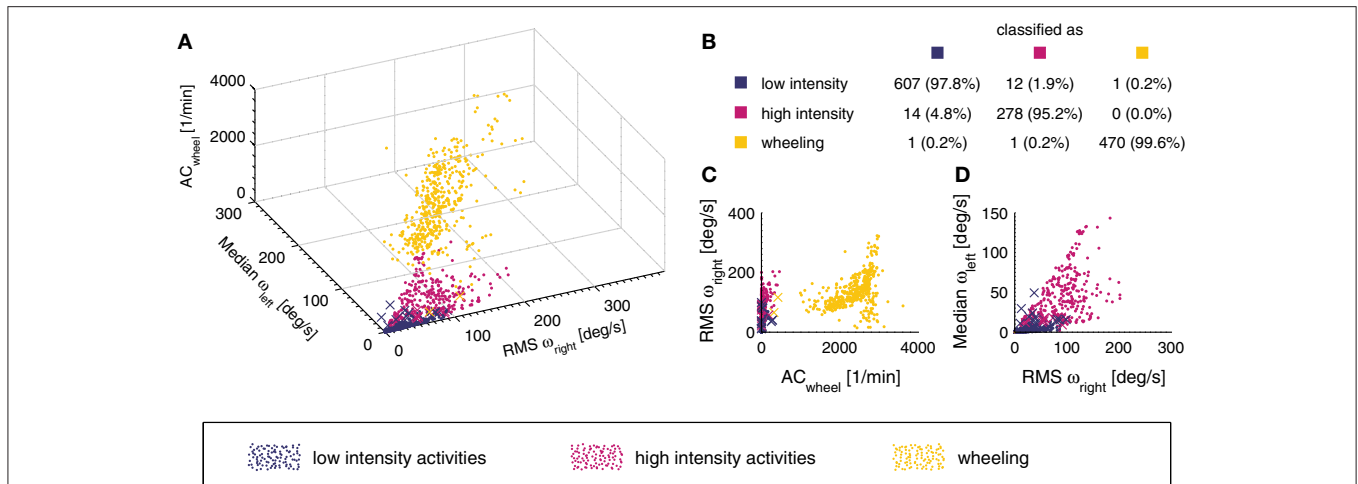 A
4000
2000
0
300
200
100
0
AC_wheel [1/min]
Median ω_left [deg/s]
0
100
200
300
RMS ω_right [deg/s]
B
classified as
low intensity 607 (97.8%) 12 (1.9%) 1 (0.2%)
high intensity 14 (4.8%) 278 (95.2%) 0 (0.0%)
wheeling 1 (0.2%) 1 (0.2%) 470 (99.6%)
C
400
200
0
RMS ω_right [deg/s]
0 2000 4000
AC_wheel [1/min]
D
150
100
50
0
Median ω_left [deg/s]
0 100 200 300
RMS ω_right [deg/s]
low intensity activities high intensity activities wheeling